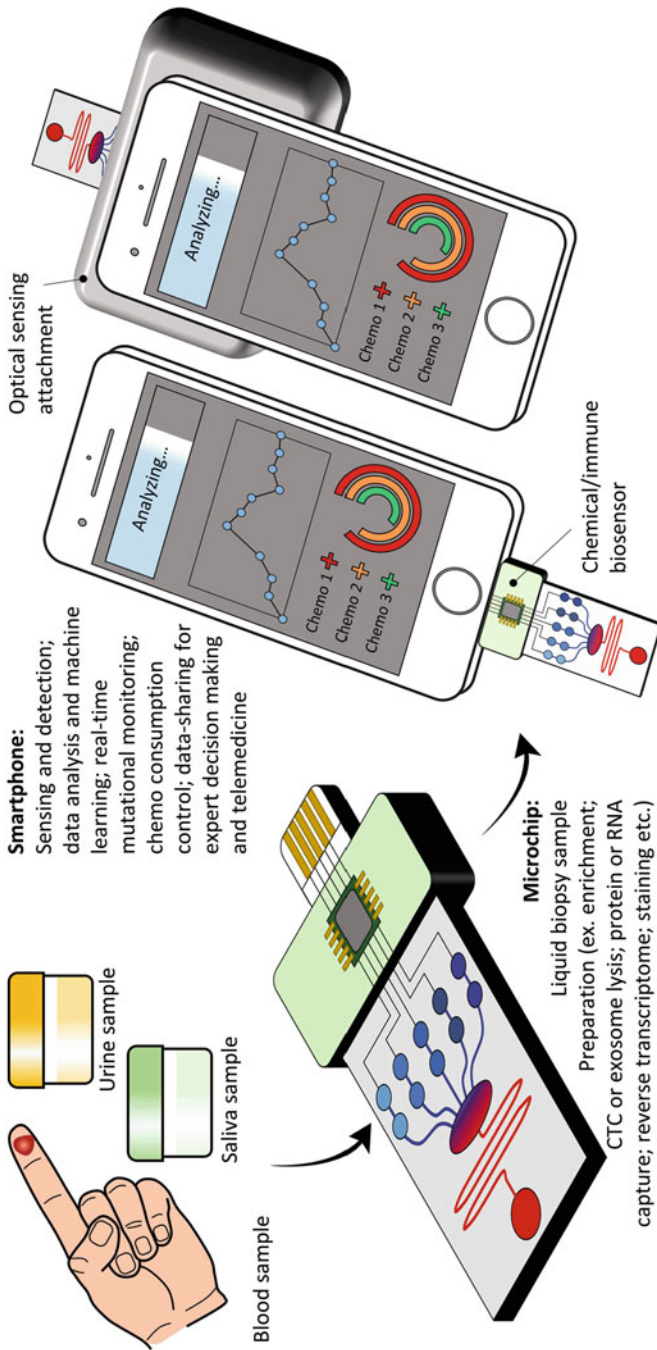 Blood sample
Saliva sample
Urine sample
Smartphone:
Sensing and detection;
data analysis and machine
learning; real-time
mutational monitoring;
chemo consumption
control; data-sharing for
expert decision making
and telemedicine
Microchip:
Liquid biopsy sample
Preparation (ex. enrichment;
CTC or exosome lysis; protein or RNA
capture; reverse transcriptome; staining etc.)
Analyzing...
Chemo 1
Chemo 2
Chemo 3
Chemical/immune
biosensor
Optical sensing
attachment
Analyzing...
Chemo 1
Chemo 2
Chemo 3